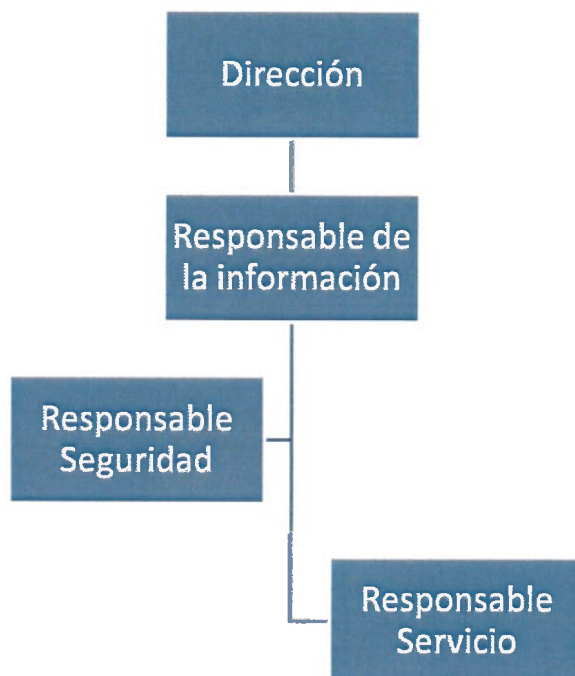 Dirección
Responsable de
la información
Responsable
Seguridad
Responsable
Servicio